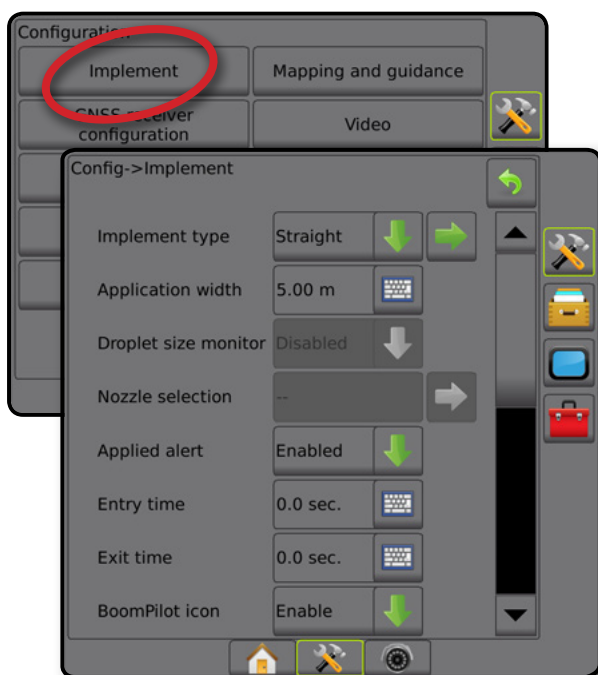 Configuration
Implement
Mapping and guidance
GNSS receiver
configuration
Video
Config->Implement
Implement type
Straight
Application width
5.00 m
Droplet size monitor
Disabled
Nozzle selection
--
Applied alert
Enabled
Entry time
0.0 sec.
Exit time
0.0 sec.
BoomPilot icon
Enable